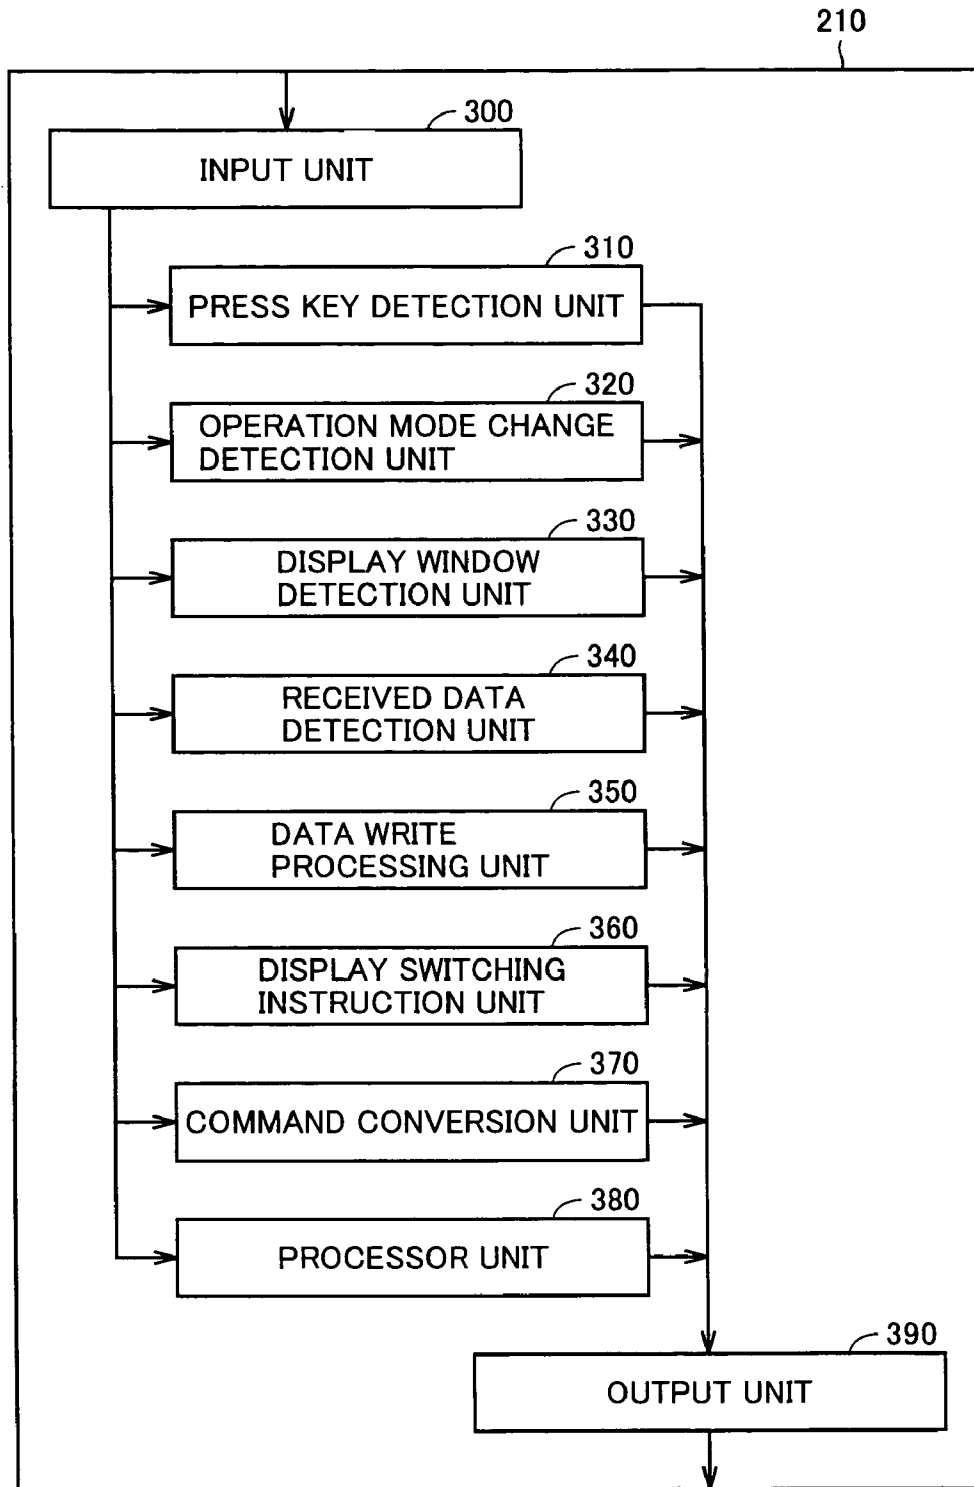 210
300
INPUT UNIT
310
PRESS KEY DETECTION UNIT
320
OPERATION MODE CHANGE
DETECTION UNIT
330
DISPLAY WINDOW
DETECTION UNIT
340
RECEIVED DATA
DETECTION UNIT
350
DATA WRITE
PROCESSING UNIT
360
DISPLAY SWITCHING
INSTRUCTION UNIT
370
COMMAND CONVERSION UNIT
380
PROCESSOR UNIT
390
OUTPUT UNIT